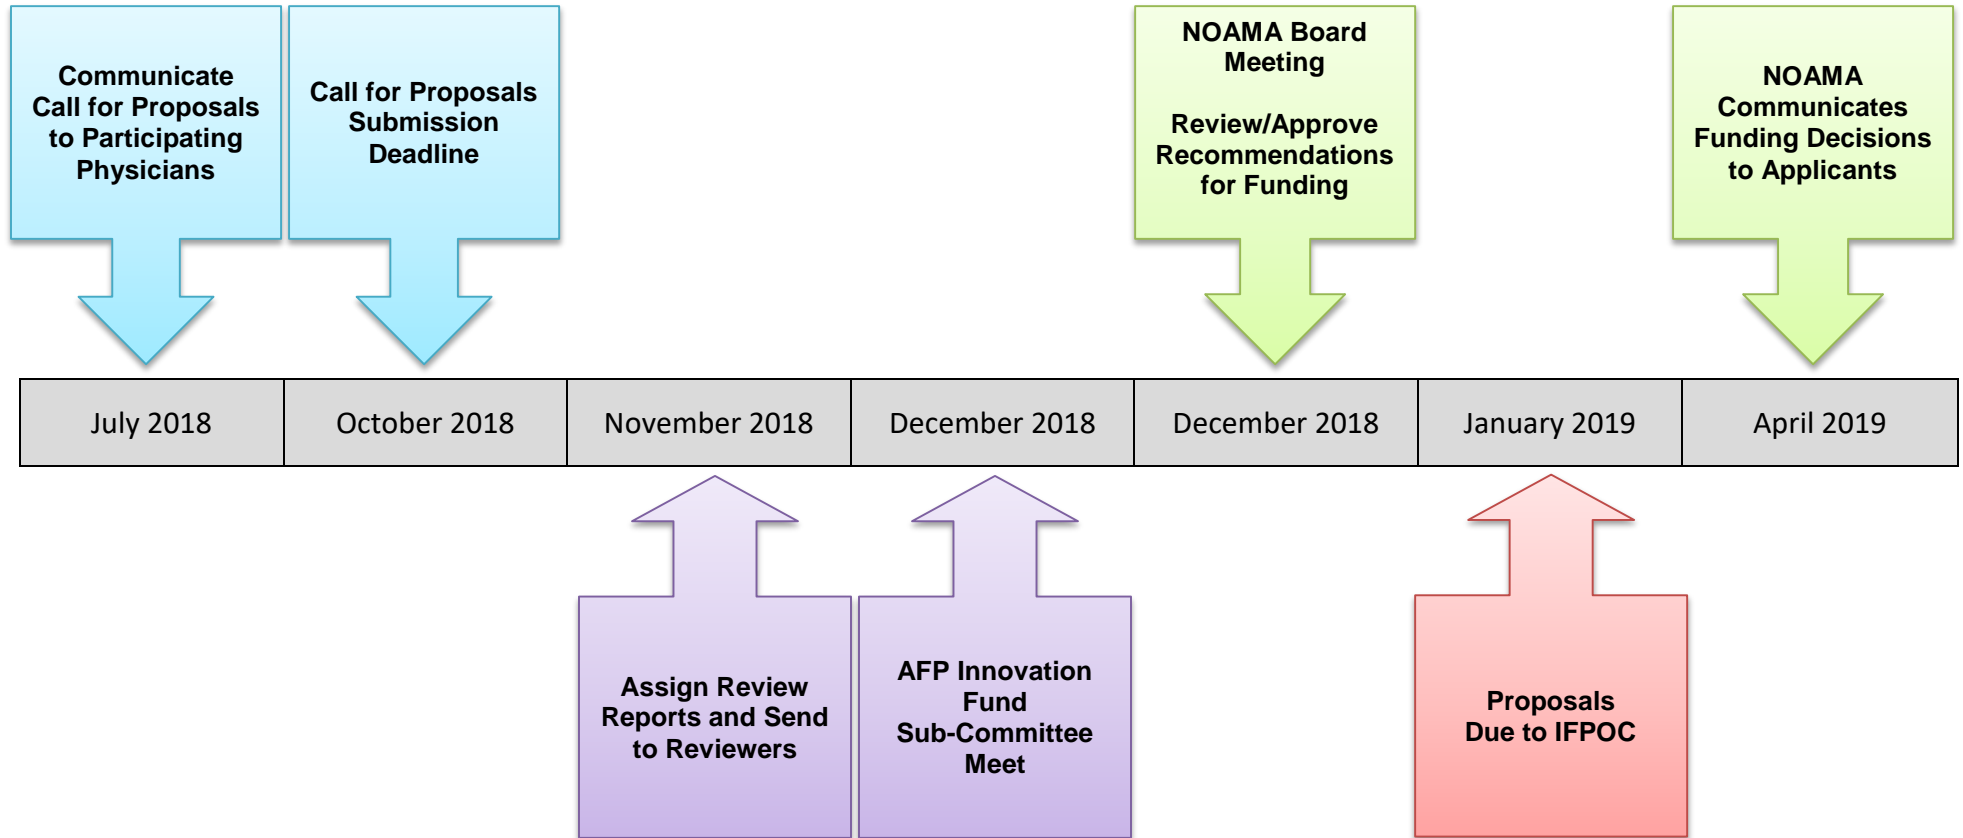 Communicate
Call for Proposals
to Participating
Physicians
Call for Proposals
Submission
Deadline
NOAMA Board
Meeting
Review/Approve
Recommendations
for Funding
NOAMA
Communicates
Funding Decisions
to Applicants
July 2018
October 2018
November 2018
December 2018
December 2018
January 2019
April 2019
Assign Review
Reports and Send
to Reviewers
AFP Innovation
Fund
Sub-Committee
Meet
Proposals
Due to IFPOC